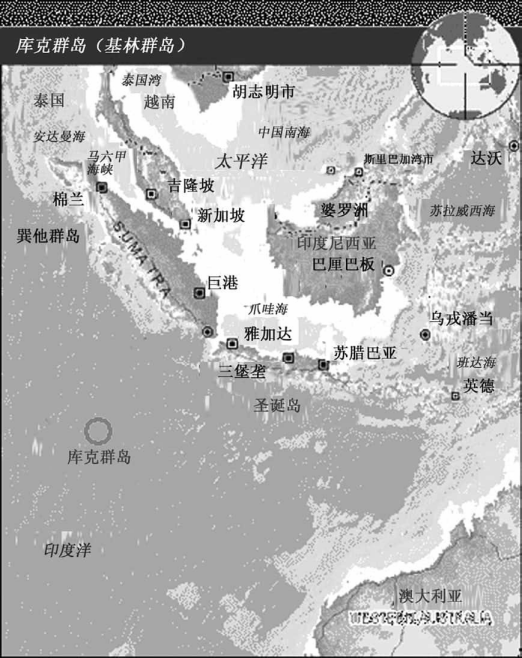 库克群岛（基林群岛）
泰国湾
泰国
越南
胡志明市
安达曼海
中国南海
马六甲
海峡
太平洋
斯里巴加湾市
达沃
棉兰
吉隆坡
新加坡
婆罗洲
苏拉威西海
巽他群岛
SUMATRA
印度尼西亚
巴厘巴板
巨港
爪哇海
乌戎潘当
雅加达
三堡垄
苏腊巴亚
班达海
英德
圣诞岛
库克群岛
印度洋
澳大利亚
WESTERN AUSTRALIA